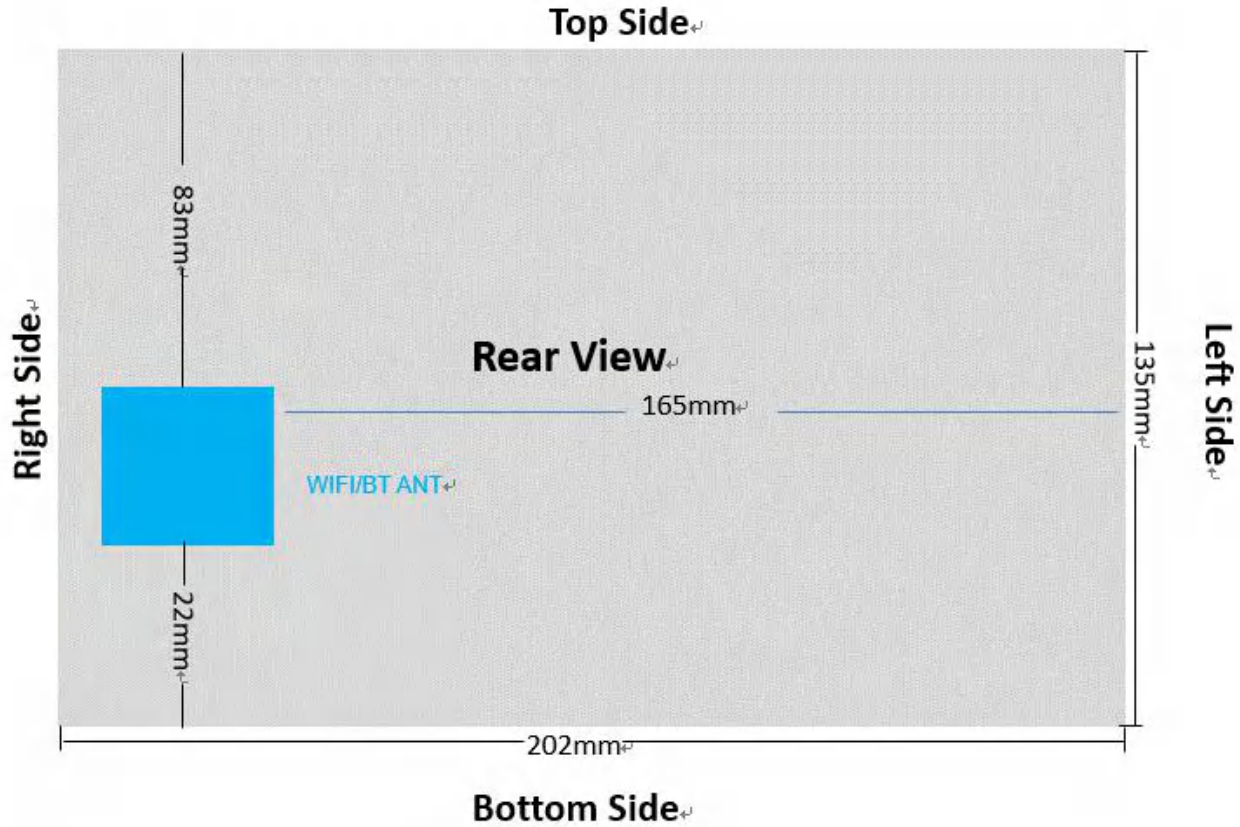 Top Side
83mm
Right Side
Rear View
165mm
135mm
Left Side
WIFI/BT ANT
22mm
202mm
Bottom Side